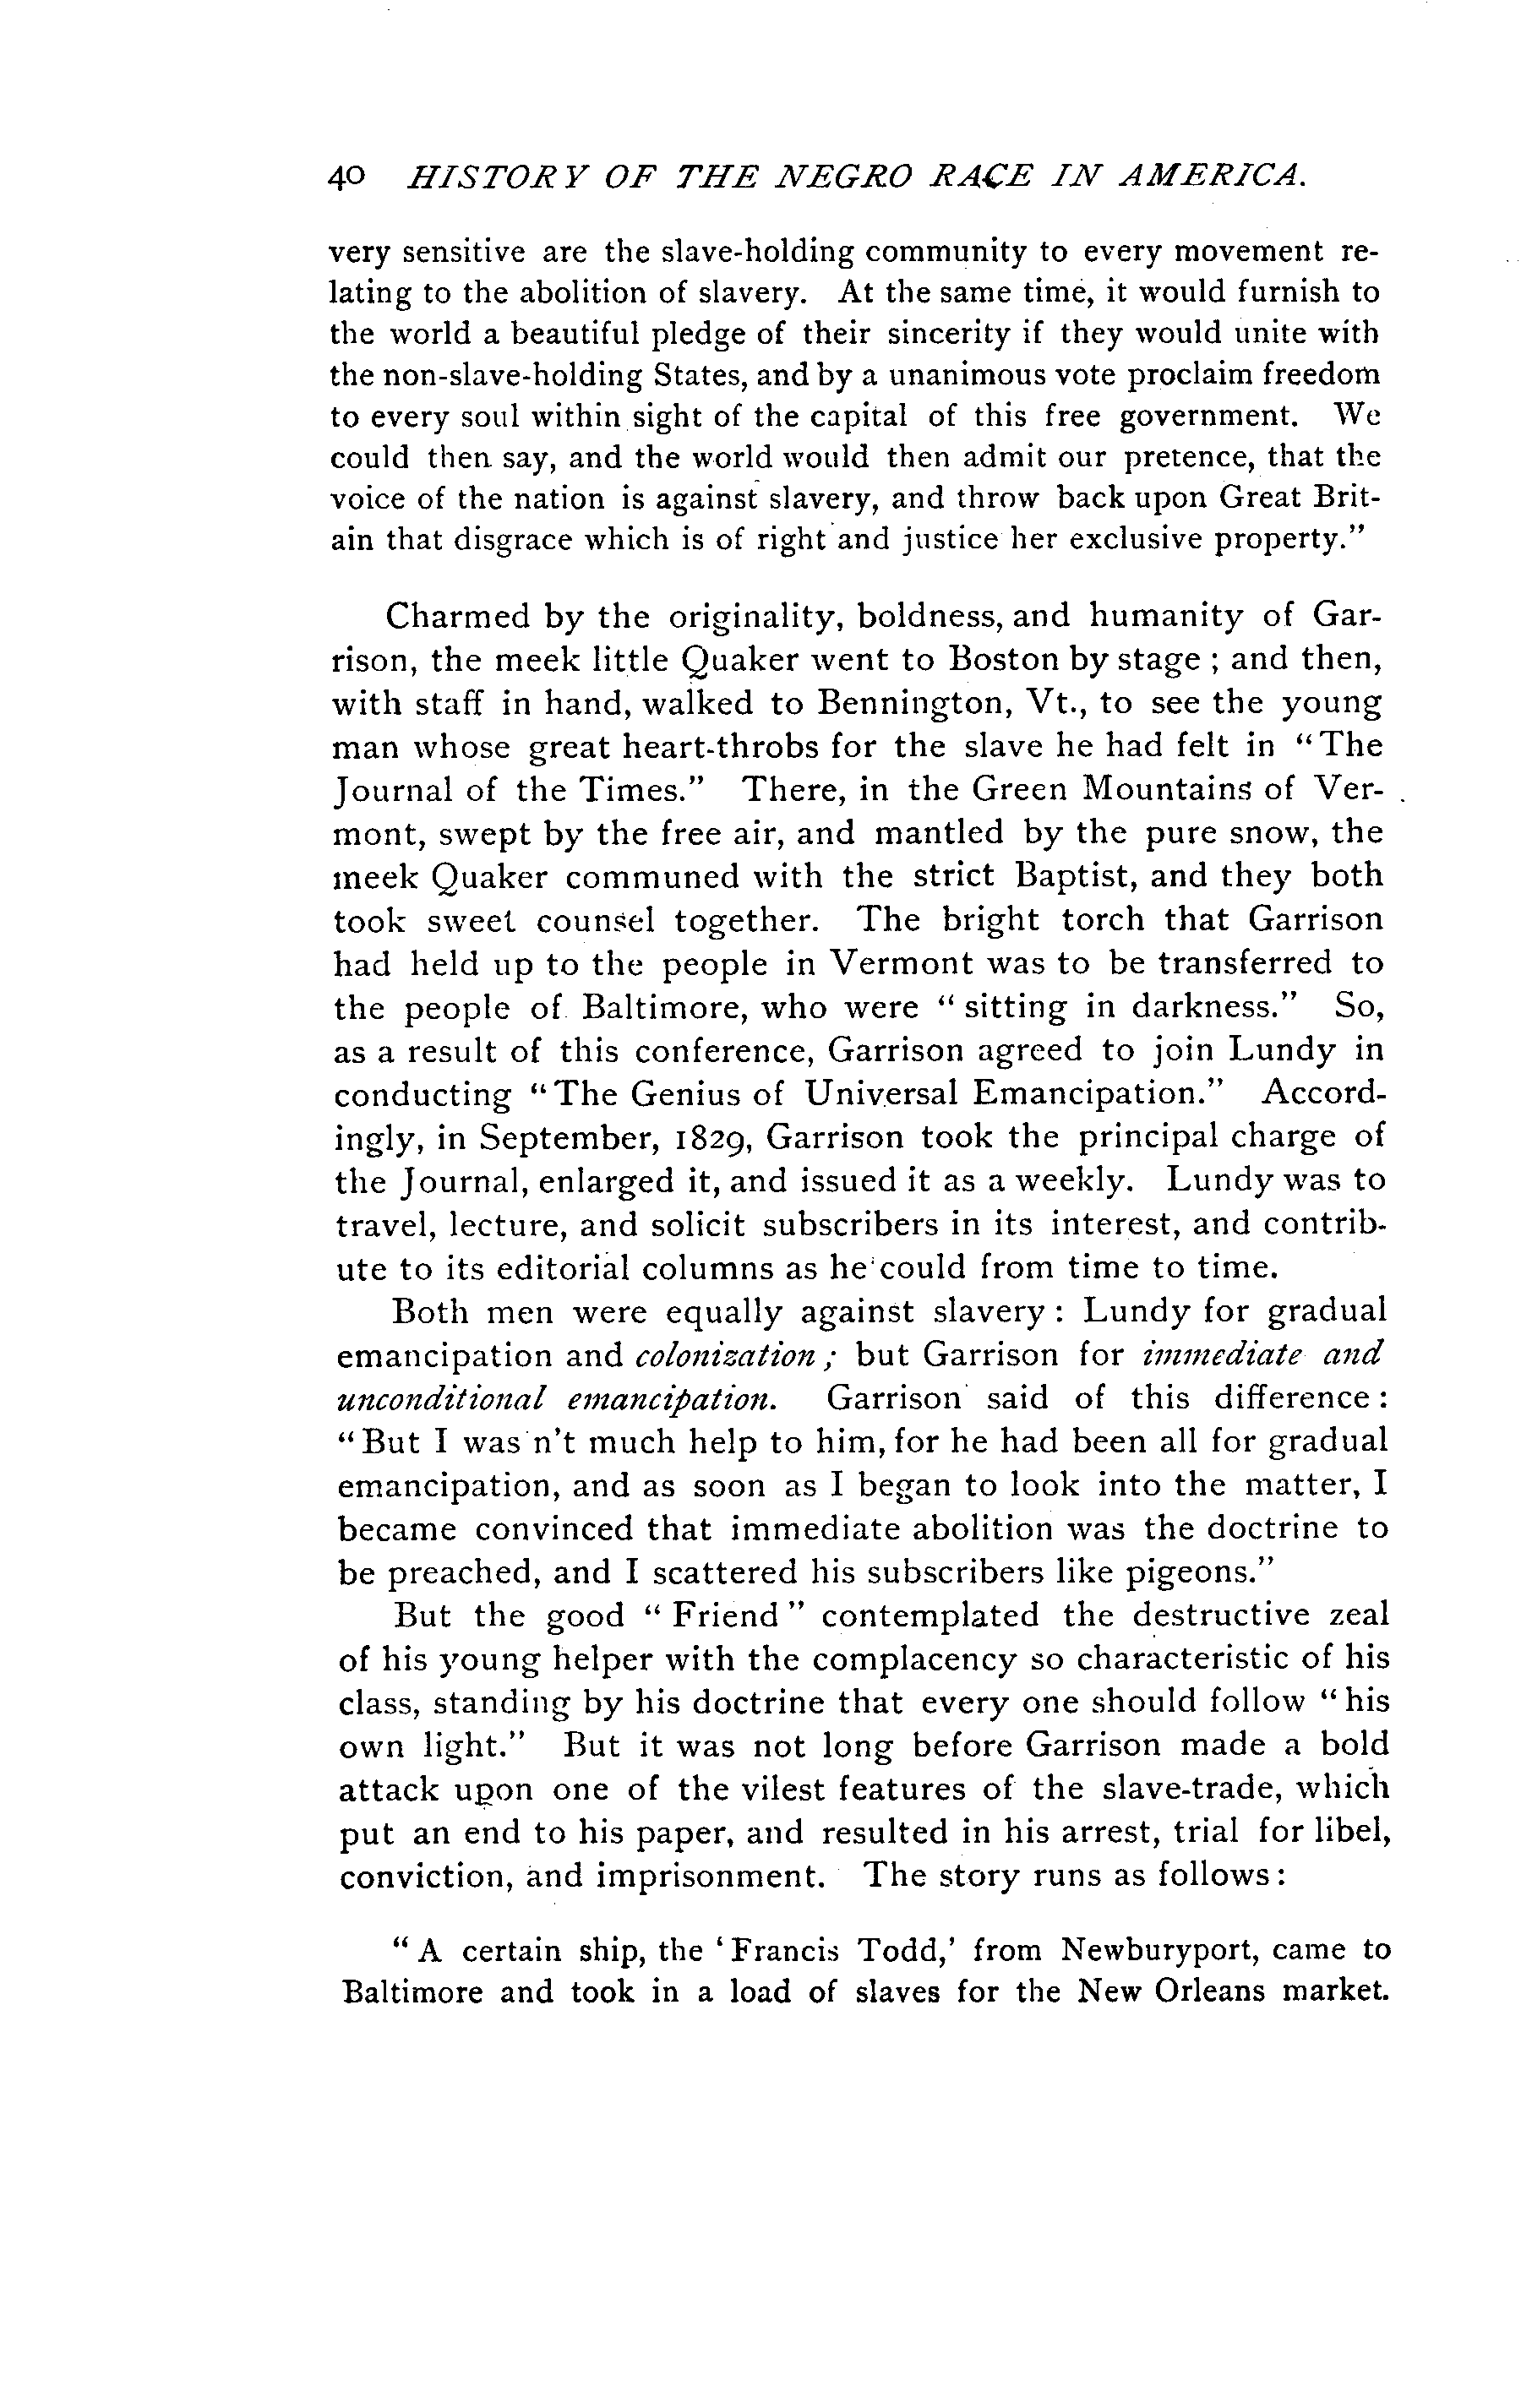 40 HISTORY OF THE NEGRO RACE IN AMERICA.
very sensitive are the slave-holding community to every movement re-
lating to the abolition of slavery. At the same time, it would furnish to
the world a beautiful pledge of their sincerity if they would unite with
the non-slave-holding States, and by a unanimous vote proclaim freedom
to every soul within sight of the capital of this free government. We
could then say, and the world would then admit our pretence, that the
voice of the nation is against slavery, and throw back upon Great Brit-
ain that disgrace which is of right and justice her exclusive property."
Charmed by the originality, boldness, and humanity of Gar-
rison, the meek little Quaker went to Boston by stage ; and then,
with staff in hand, walked to Bennington, Vt., to see the young
man whose great heart-throbs for the slave he had felt in "The
Journal of the Times." There, in the Green Mountains of Ver-
mont, swept by the free air, and mantled by the pure snow, the
meek Quaker communed with the strict Baptist, and they both
took sweet counsel together. The bright torch that Garrison
had held up to the people in Vermont was to be transferred to
the people of Baltimore, who were " sitting in darkness." So,
as a result of this conference, Garrison agreed to join Lundy in
conducting "The Genius of Universal Emancipation." Accord-
ingly, in September, 1829, Garrison took the principal charge of
the Journal, enlarged it, and issued it as a weekly. Lundy was to
travel, lecture, and solicit subscribers in its interest, and contrib-
ute to its editorial columns as he could from time to time.
Both men were equally against slavery : Lundy for gradual
emancipation and colonization ; but Garrison for immediate and
unconditional emancipation. Garrison said of this difference :
"But I was n't much help to him, for he had been all for gradual
emancipation, and as soon as I began to look into the matter, I
became convinced that immediate abolition was the doctrine to
be preached, and I scattered his subscribers like pigeons."
But the good " Friend " contemplated the destructive zeal
of his young helper with the complacency so characteristic of his
class, standing by his doctrine that every one should follow "his
own light." But it was not long before Garrison made a bold
attack upon one of the vilest features of the slave-trade, which
put an end to his paper, and resulted in his arrest, trial for libel,
conviction, and imprisonment. The story runs as follows :
" A certain ship, the 'Francis Todd,' from Newburyport, came to
Baltimore and took in a load of slaves for the New Orleans market.